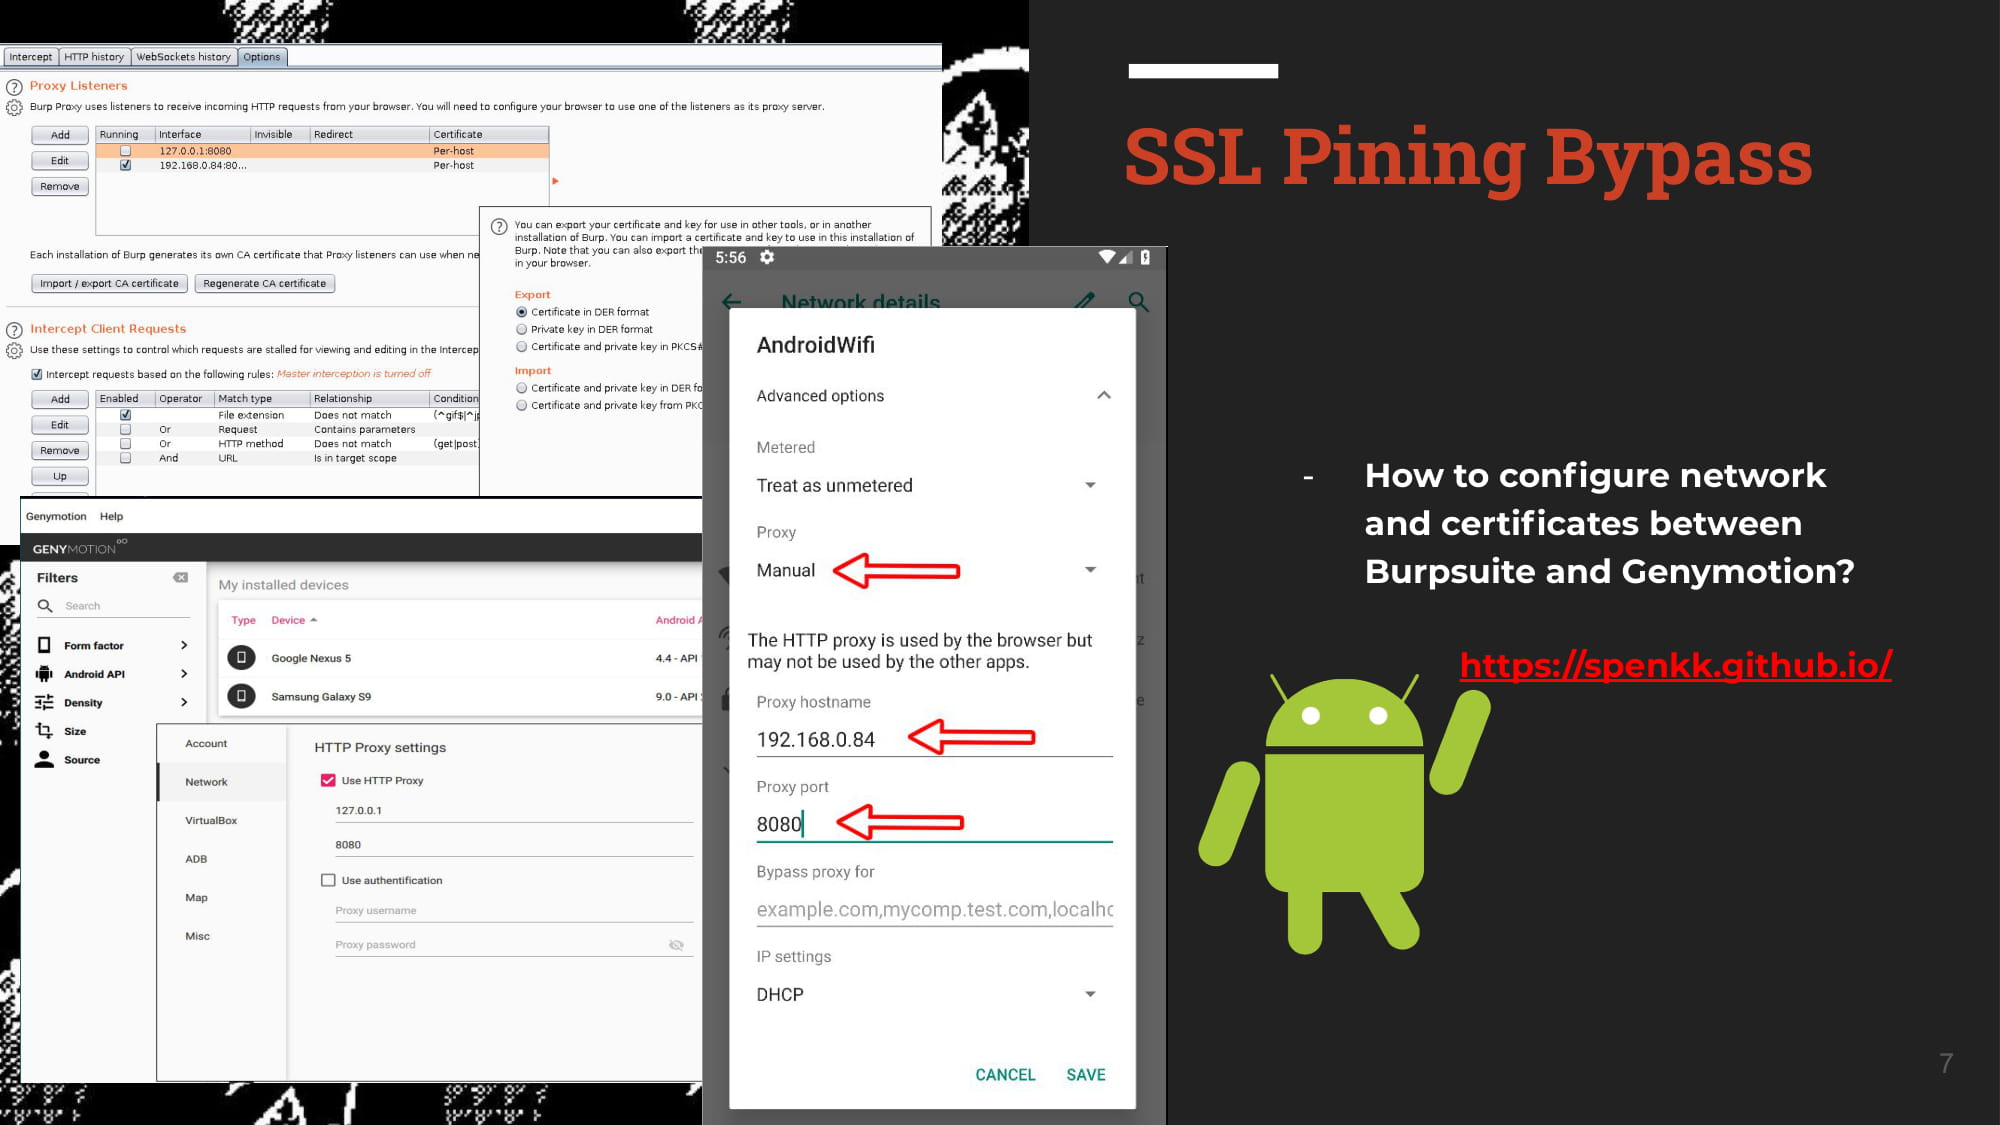 Intercept HTTP history WebSockets history Options
Proxy Listeners
Burp Proxy uses listeners to receive incoming HTTP requests from your browser. You will need to configure your browser to use one of the listeners as its proxy server.
Add Running Interface Invisible Redirect Certificate
127.0.0.1:8080 Per-host
Edit 192.168.0.84:80... Per-host
Remove
Each installation of Burp generates its own CA certificate that Proxy listeners can use when ne
Import / export CA certificate Regenerate CA certificate
Intercept Client Requests
Use these settings to control which requests are stalled for viewing and editing in the Intercep
Intercept requests based on the following rules: Master interception is turned off
Add Enabled Operator Match type Relationship Condition
File extension Does not match (^gif$|^jp
Edit Or Request Contains parameters
Or HTTP method Does not match (get|post
Remove And URL Is in target scope
Up
You can export your certificate and key for use in other tools, or in another
installation of Burp. You can import a certificate and key to use in this installation of
Burp. Note that you can also export the
in your browser.
Export
Certificate in DER format
Private key in DER format
Certificate and private key in PKCS#
Import
Certificate and private key in DER fo
Certificate and private key from PKC
Genymotion Help
GENYMOTION
Filters
Search
Form factor
Android API
Density
Size
Source
My installed devices
Type Device Android A
Google Nexus 5 4.4 - API
Samsung Galaxy S9 9.0 - API
Account
Network
VirtualBox
ADB
Map
Misc
HTTP Proxy settings
Use HTTP Proxy
127.0.0.1
8080
Use authentification
Proxy username
Proxy password
5:56
Network details
AndroidWifi
Advanced options
Metered
Treat as unmetered
Proxy
Manual
The HTTP proxy is used by the browser but
may not be used by the other apps.
Proxy hostname
192.168.0.84
Proxy port
8080
Bypass proxy for
example.com,mycomp.test.com,localhc
IP settings
DHCP
CANCEL SAVE
SSL Pining Bypass
- How to configure network
and certificates between
Burpsuite and Genymotion?
https://spenkk.github.io/
7